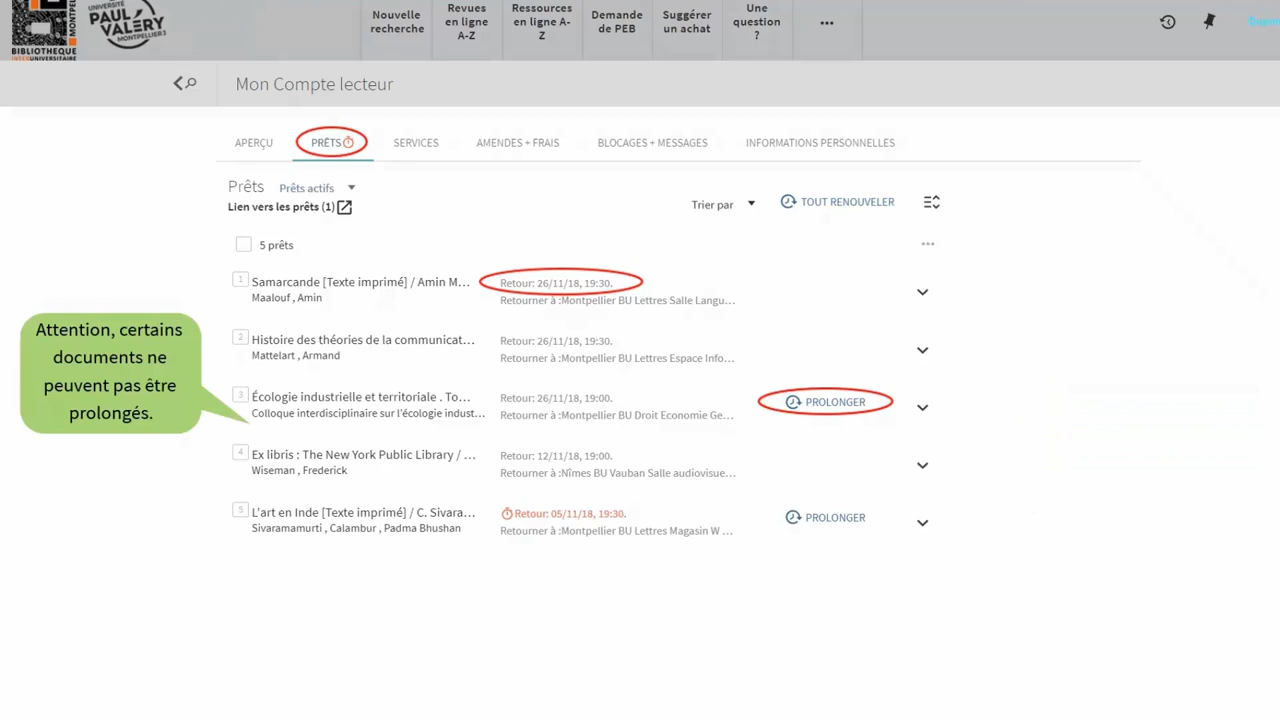 BIBLIOTHEQUE
INTERUNIVERSITAIRE
MONTPELLIER
UNIVERSITÉ
PAUL
VALÉRY
MONTPELLIER 3
Nouvelle
recherche
Revues
en ligne
A-Z
Ressources
en ligne A-
Z
Demande
de PEB
Suggérer
un achat
Une
question
?
Mon Compte lecteur
APERÇU
PRÊTS
SERVICES
AMENDES + FRAIS
BLOCAGES + MESSAGES
INFORMATIONS PERSONNELLES
Prêts Prêts actifs
Lien vers les prêts (1)
Trier par
TOUT RENOUVELER
5 prêts
1 Samarcande [Texte imprimé] / Amin M...
Maalouf , Amin
Retour: 26/11/18, 19:30.
Retourner à :Montpellier BU Lettres Salle Langu...
2 Histoire des théories de la communicat...
Mattelart , Armand
Retour: 26/11/18, 19:30.
Retourner à :Montpellier BU Lettres Espace Info...
3 Écologie industrielle et territoriale . To...
Colloque interdisciplinaire sur l'écologie indust...
Retour: 26/11/18, 19:00.
Retourner à :Montpellier BU Droit Economie Ge...
PROLONGER
4 Ex libris : The New York Public Library / ...
Wiseman , Frederick
Retour: 12/11/18, 19:00.
Retourner à :Nîmes BU Vauban Salle audiovisue...
5 L'art en Inde [Texte imprimé] / C. Sivara...
Sivaramamurti , Calambur , Padma Bhushan
Retour: 05/11/18, 19:30.
Retourner à :Montpellier BU Lettres Magasin W ...
PROLONGER
Attention, certains
documents ne
peuvent pas être
prolongés.